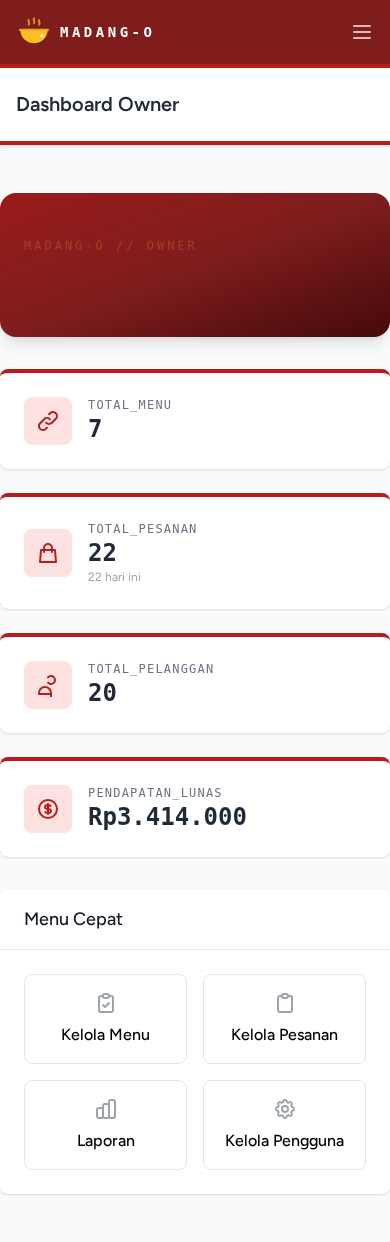 MADANG-O
Dashboard Owner
MADANG-O // OWNER
TOTAL_MENU
7
TOTAL_PESANAN
22
22 hari ini
TOTAL_PELANGGAN
20
PENDAPATAN_LUNAS
Rp3.414.000
Menu Cepat
Kelola Menu
Kelola Pesanan
Laporan
Kelola Pengguna